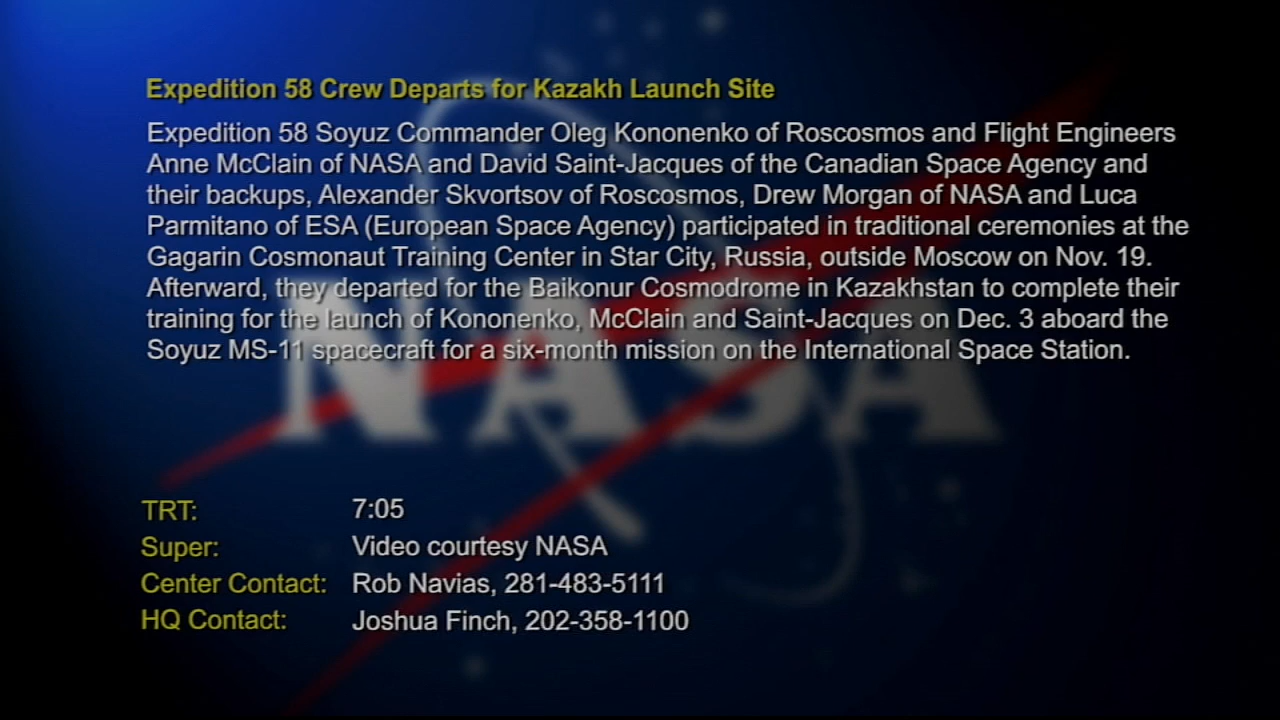 Expedition 58 Crew Departs for Kazakh Launch Site
Expedition 58 Soyuz Commander Oleg Kononenko of Roscosmos and Flight Engineers
Anne McClain of NASA and David Saint-Jacques of the Canadian Space Agency and
their backups, Alexander Skvortsov of Roscosmos, Drew Morgan of NASA and Luca
Parmitano of ESA (European Space Agency) participated in traditional ceremonies at the
Gagarin Cosmonaut Training Center in Star City, Russia, outside Moscow on Nov. 19.
Afterward, they departed for the Baikonur Cosmodrome in Kazakhstan to complete their
training for the launch of Kononenko, McClain and Saint-Jacques on Dec. 3 aboard the
Soyuz MS-11 spacecraft for a six-month mission on the International Space Station.
NASA
TRT: 7:05
Super: Video courtesy NASA
Center Contact: Rob Navias, 281-483-5111
HQ Contact: Joshua Finch, 202-358-1100